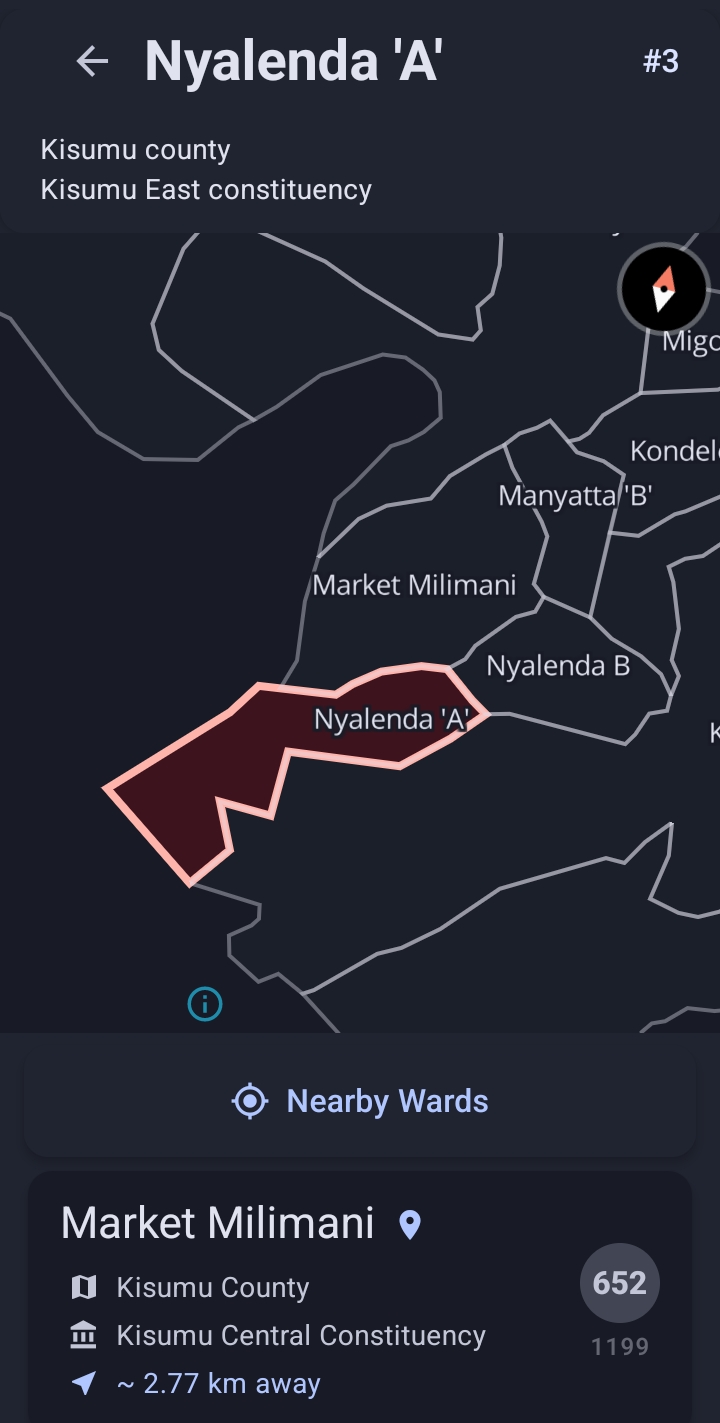 Nyalenda 'A'
#3
Kisumu county
Kisumu East constituency
Manyatta 'B'
Market Milimani
Nyalenda B
Nyalenda 'A'
Nearby Wards
Market Milimani
Kisumu County
652
Kisumu Central Constituency
1199
~ 2.77 km away